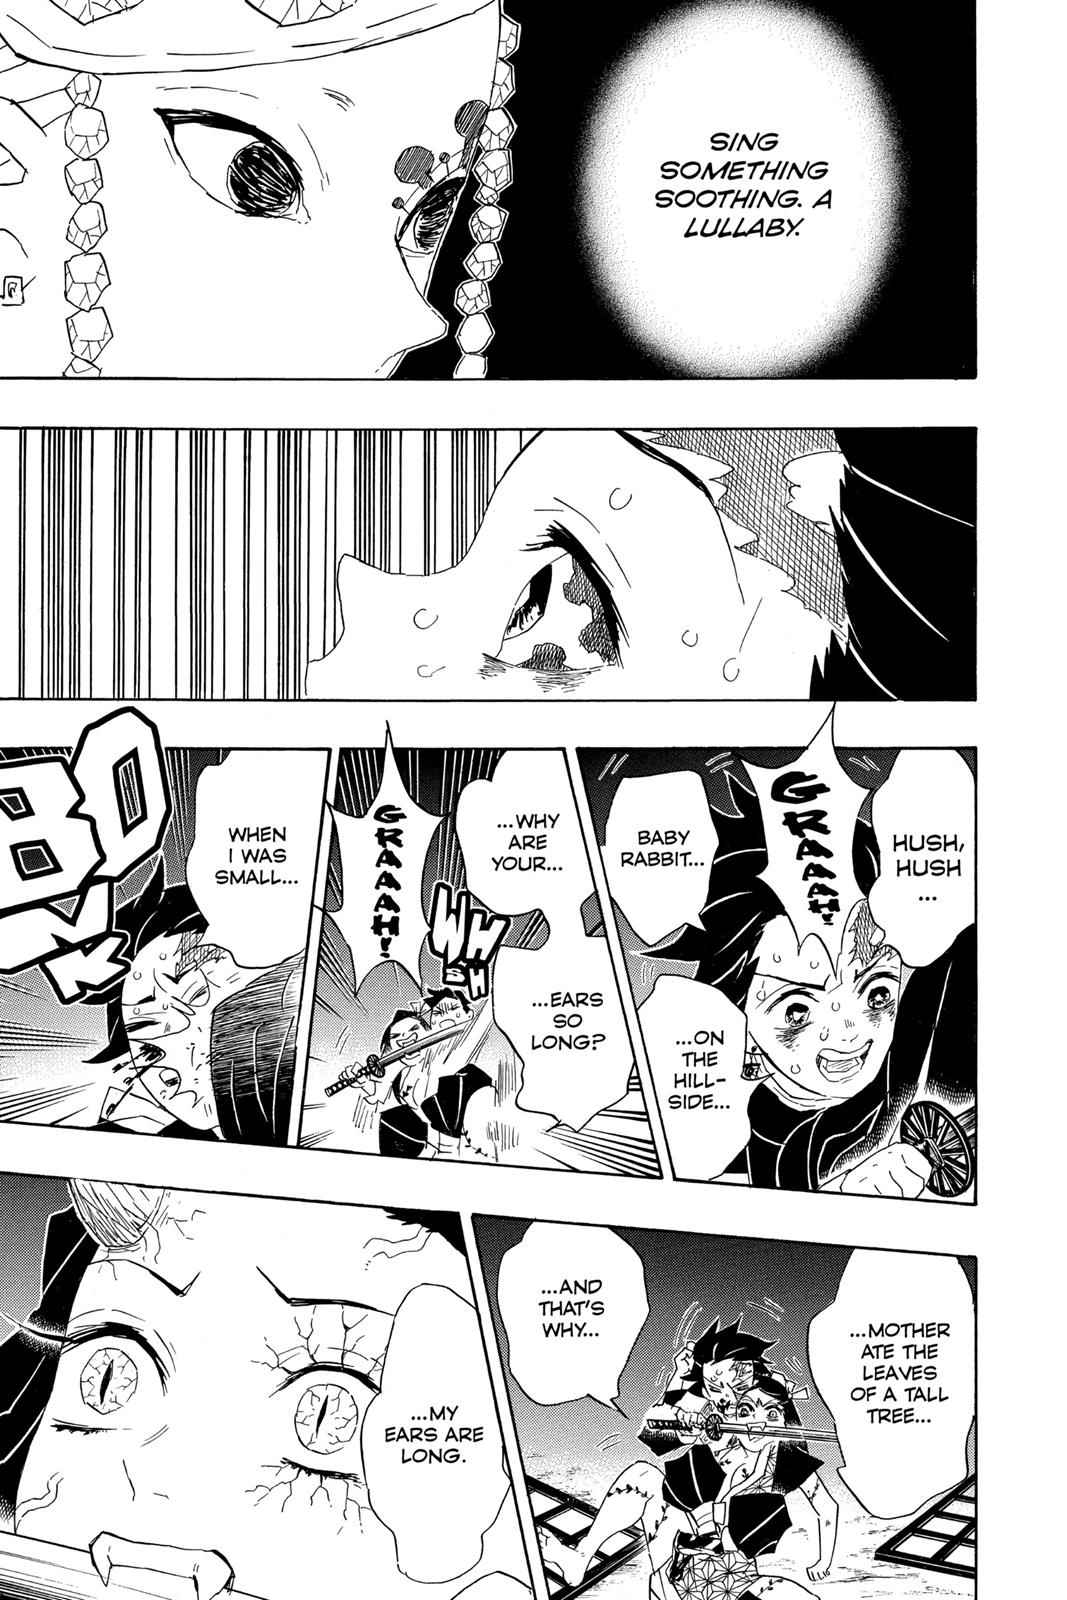 SING
SOMETHING
SOOTHING. A
LULLABY.
HUSH,
HUSH
...
GRAAAH!
BABY
RABBIT...
...ON
THE
HILL-
SIDE...
...WHY
ARE
YOUR...
...EARS
SO
LONG?
GRAAAH!
WHSH
WHEN
I WAS
SMALL...
BO
...MOTHER
ATE THE
LEAVES
OF A TALL
TREE...
...AND
THAT'S
WHY...
...MY
EARS ARE
LONG.